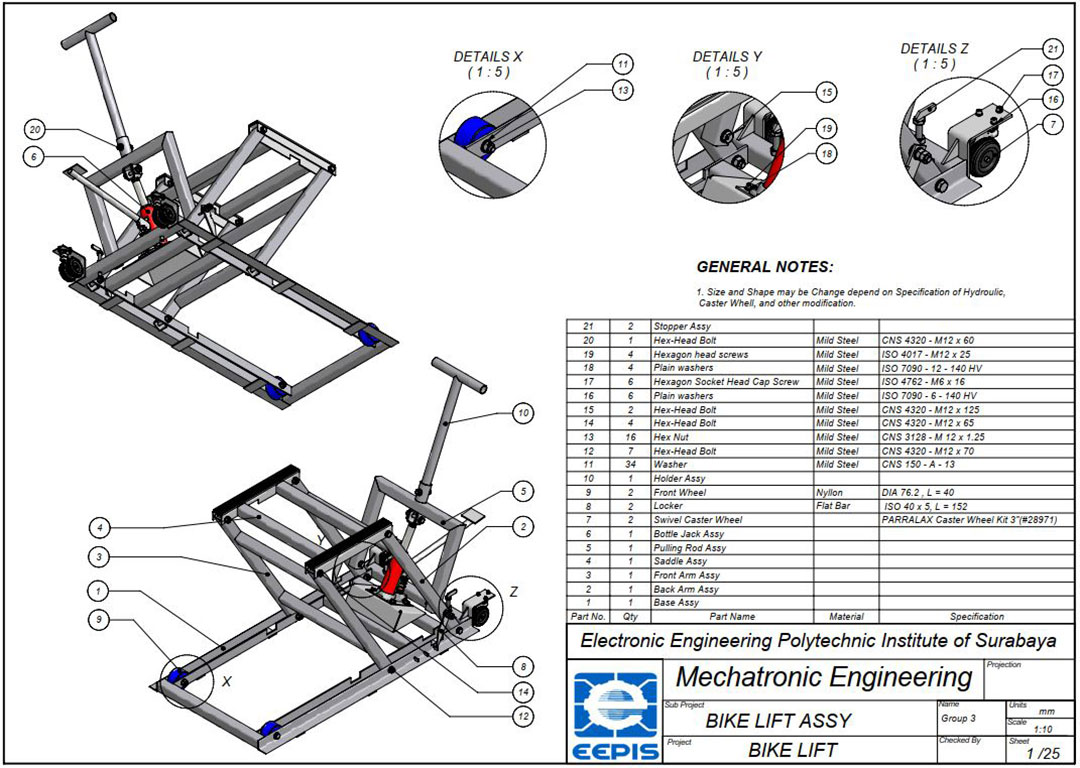 DETAILS X
( 1 : 5 )
11
13
DETAILS Y
( 1 : 5 )
15
19
18
DETAILS Z
( 1 : 5 )
21
17
16
7
20
6
GENERAL NOTES:
1. Size and Shape may be Change depend on Specification of Hydroulic,
Caster Whell, and other modification.
10
5
2
4
3
1
9
Y
Z
X
8
14
12
21 2 Stopper Assy
20 1 Hex-Head Bolt Mild Steel CNS 4320 - M12 x 60
19 4 Hexagon head screws Mild Steel ISO 4017 - M12 x 25
18 4 Plain washers Mild Steel ISO 7090 - 12 - 140 HV
17 6 Hexagon Socket Head Cap Screw Mild Steel ISO 4762 - M6 x 16
16 6 Plain washers Mild Steel ISO 7090 - 6 - 140 HV
15 2 Hex-Head Bolt Mild Steel CNS 4320 - M12 x 125
14 4 Hex-Head Bolt Mild Steel CNS 4320 - M12 x 65
13 16 Hex Nut Mild Steel CNS 3128 - M 12 x 1.25
12 7 Hex-Head Bolt Mild Steel CNS 4320 - M12 x 70
11 34 Washer Mild Steel CNS 150 - A - 13
10 1 Holder Assy
9 2 Front Wheel Nyllon DIA 76.2 , L = 40
8 2 Locker Flat Bar ISO 40 x 5, L = 152
7 2 Swivel Caster Wheel PARRALAX Caster Wheel Kit 3"(#28971)
6 1 Bottle Jack Assy
5 1 Pulling Rod Assy
4 1 Saddle Assy
3 1 Front Arm Assy
2 1 Back Arm Assy
1 1 Base Assy
Part No. Qty Part Name Material Specification
Electronic Engineering Polytechnic Institute of Surabaya
EEPIS
Mechatronic Engineering
Projection
Sub Project
BIKE LIFT ASSY
Name
Group 3
Units
mm
Scale
1:10
Project
BIKE LIFT
Checked By
Sheet
1 /25